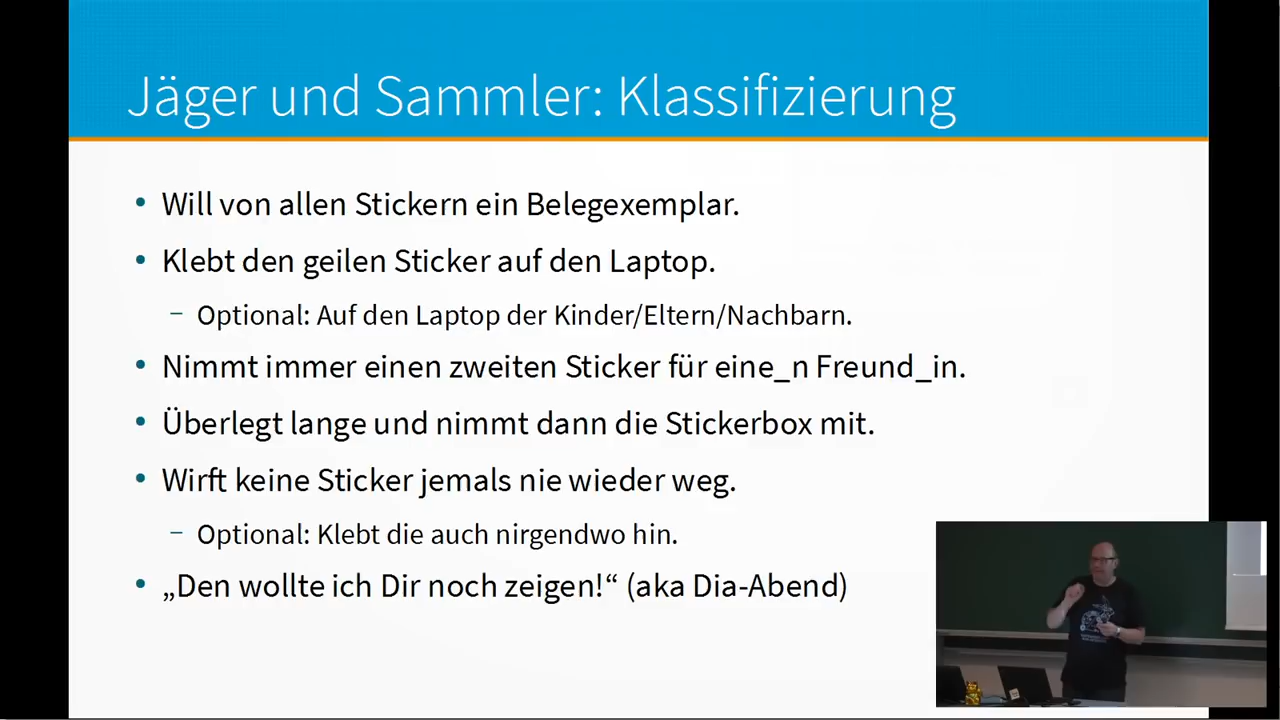 Jäger und Sammler: Klassifizierung
• Will von allen Stickern ein Belegexemplar.
• Klebt den geilen Sticker auf den Laptop.
– Optional: Auf den Laptop der Kinder/Eltern/Nachbarn.
• Nimmt immer einen zweiten Sticker für eine_n Freund_in.
• Überlegt lange und nimmt dann die Stickerbox mit.
• Wirft keine Sticker jemals nie wieder weg.
– Optional: Klebt die auch nirgendwo hin.
• „Den wollte ich Dir noch zeigen!“ (aka Dia-Abend)